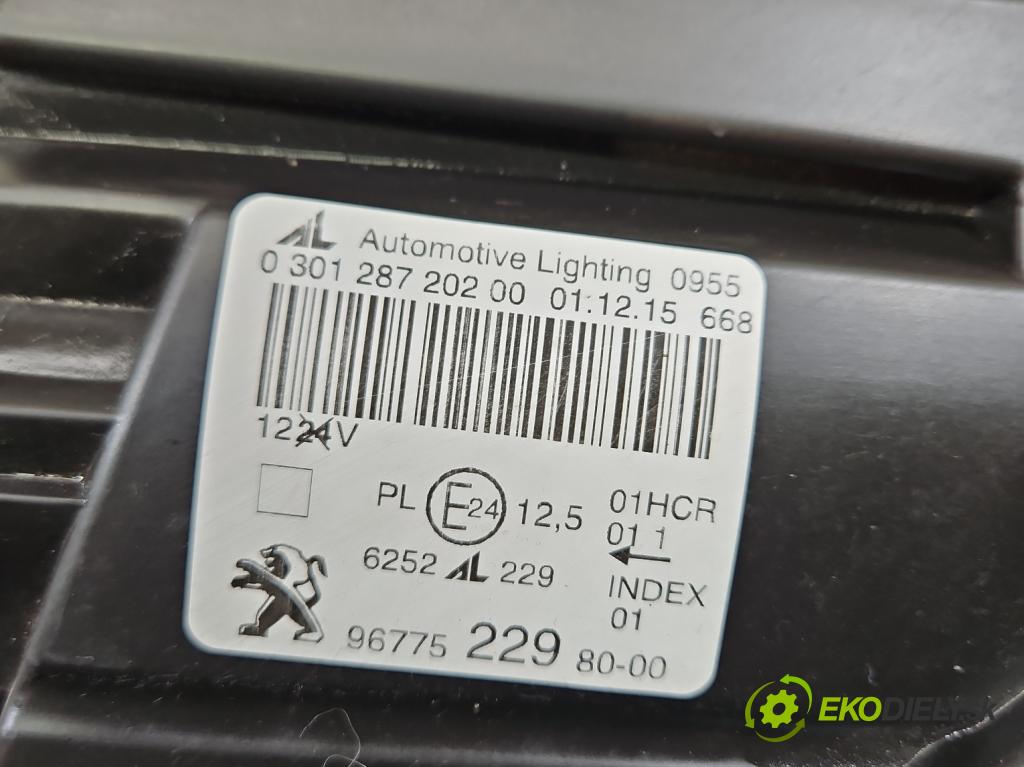 AL Automotive Lighting 0955
0 301 287 202 00 01:12.15 668
1224V
PL E24 12,5 01HCR
01 1
6252 AL 229
INDEX
01
96775 229 80-00
EKODIELY.SK